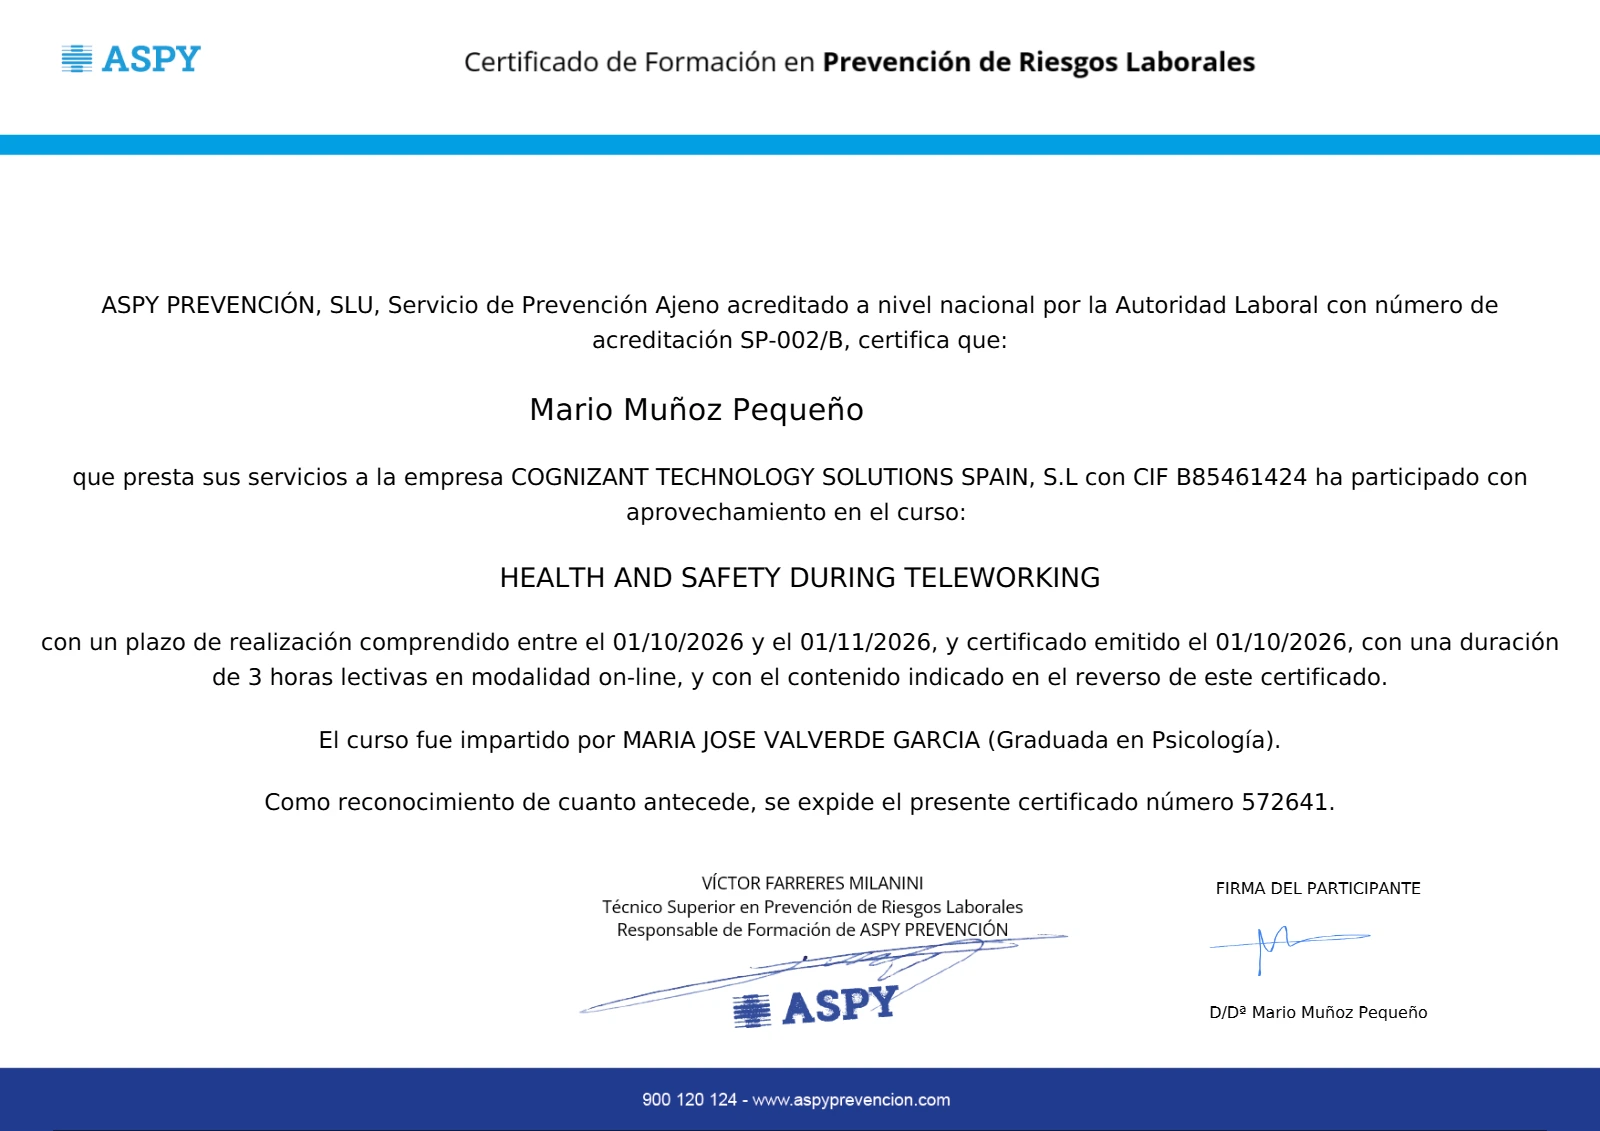 ASPY
Certificado de Formación en Prevención de Riesgos Laborales
ASPY PREVENCIÓN, SLU, Servicio de Prevención Ajeno acreditado a nivel nacional por la Autoridad Laboral con número de
acreditación SP-002/B, certifica que:
Mario Muñoz Pequeño
que presta sus servicios a la empresa COGNIZANT TECHNOLOGY SOLUTIONS SPAIN, S.L con CIF B85461424 ha participado con
aprovechamiento en el curso:
HEALTH AND SAFETY DURING TELEWORKING
con un plazo de realización comprendido entre el 01/10/2026 y el 01/11/2026, y certificado emitido el 01/10/2026, con una duración
de 3 horas lectivas en modalidad on-line, y con el contenido indicado en el reverso de este certificado.
El curso fue impartido por MARIA JOSE VALVERDE GARCIA (Graduada en Psicología).
Como reconocimiento de cuanto antecede, se expide el presente certificado número 572641.
VÍCTOR FARRERES MILANINI
Técnico Superior en Prevención de Riesgos Laborales
Responsable de Formación de ASPY PREVENCIÓN
ASPY
FIRMA DEL PARTICIPANTE
D/Dª Mario Muñoz Pequeño
900 120 124 - www.aspyprevencion.com